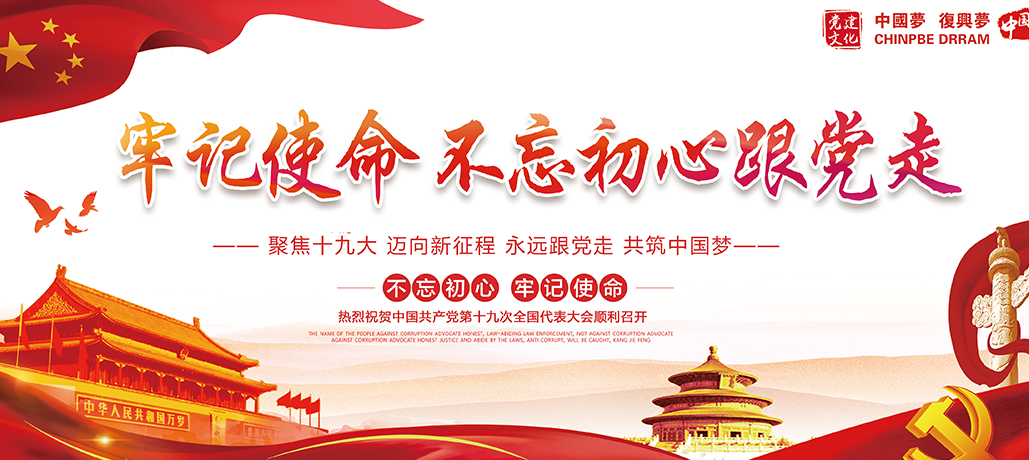 党建文化
中國夢 復興夢
CHINPBE DRRAM
中国
牢记使命 不忘初心跟党走
—— 聚焦十九大 迈向新征程 永远跟党走 共筑中国梦——
不忘初心 牢记使命
热烈祝贺中国共产党第十九次全国代表大会顺利召开
THE NAME OF THE PEOPLE AGAINST CORRUPTION ADVOCATE HONEST, LAW-ABIDING LAW ENFORCEMENT, NOT AGAINST CORRUPTION ADVOCATE
AGAINST CORRUPTION ADVOCATE HONEST JUSTICE AND ABIDE BY THE LAWS, ANTI CORRUPT, WILL BE CAUGHT, KANG JIE FENG
中华人民共和国万岁